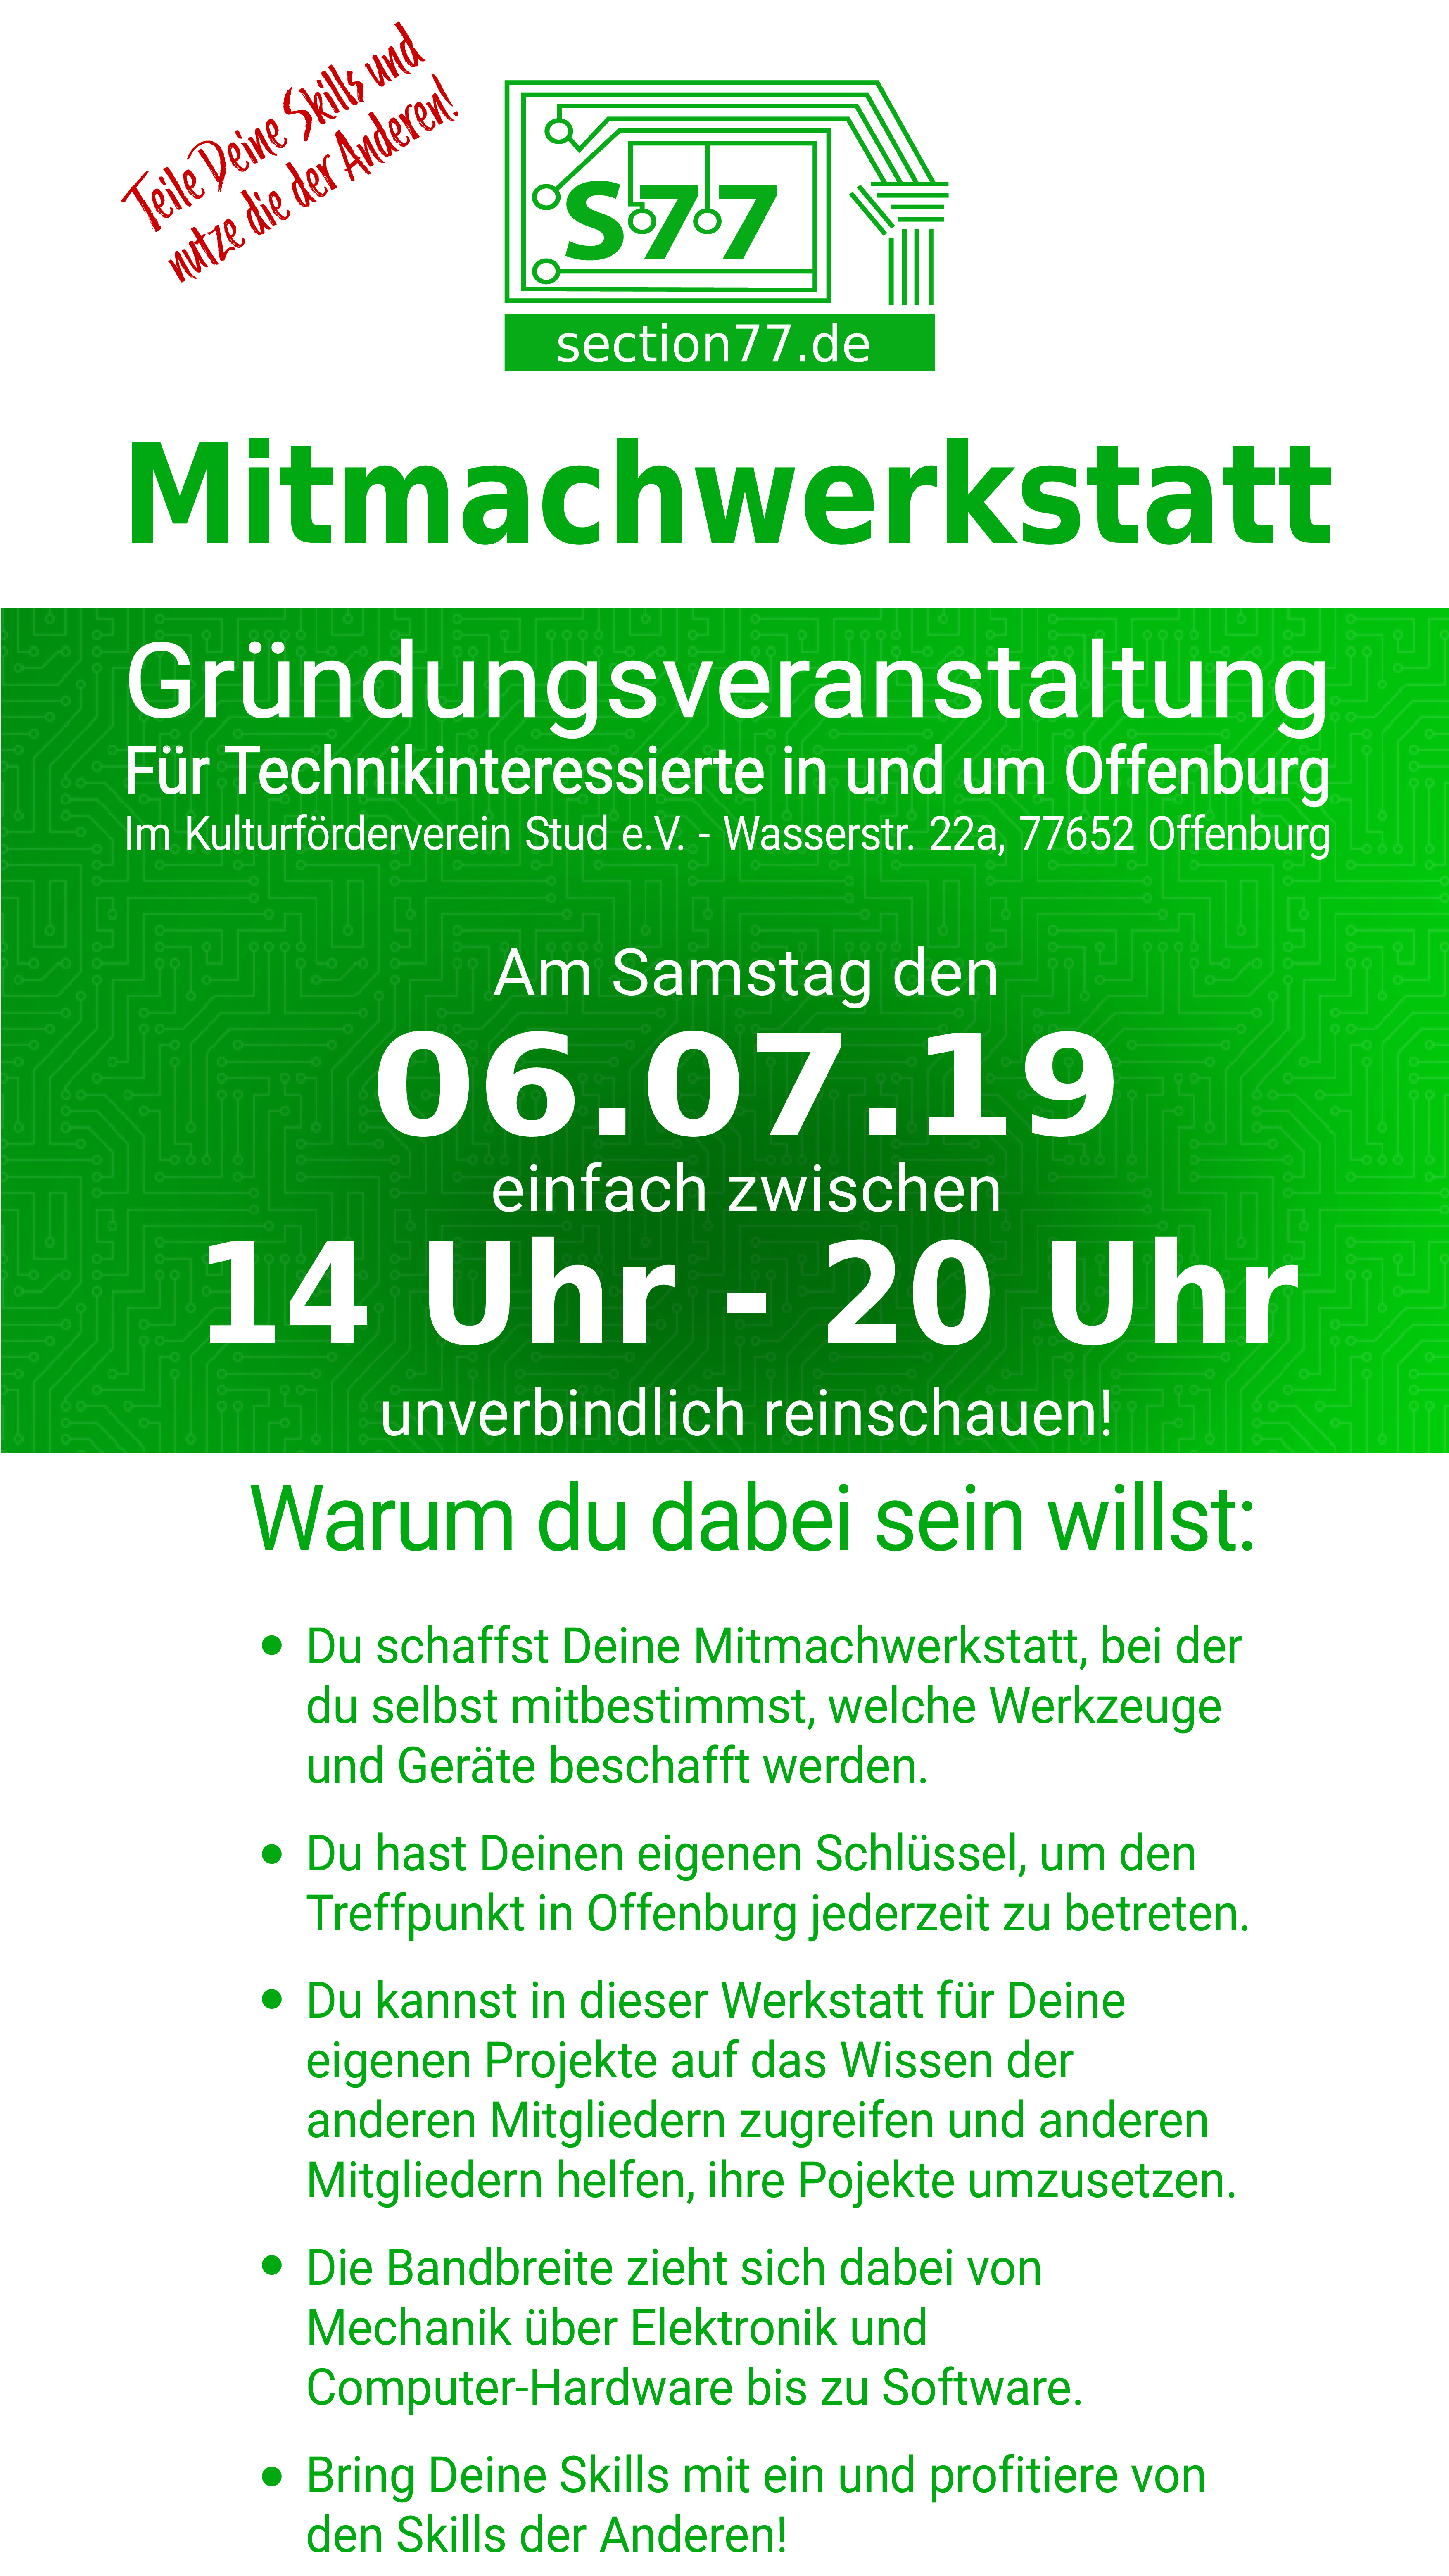 Teile Deine Skills und
nutze die der Anderen!
S77
section77.de
Mitmachwerkstatt
Gründungsveranstaltung
Für Technikinteressierte in und um Offenburg
Im Kulturförderverein Stud e.V. - Wasserstr. 22a, 77652 Offenburg
Am Samstag den
06.07.19
einfach zwischen
14 Uhr - 20 Uhr
unverbindlich reinschauen!
Warum du dabei sein willst:
• Du schaffst Deine Mitmachwerkstatt, bei der
du selbst mitbestimmst, welche Werkzeuge
und Geräte beschafft werden.
• Du hast Deinen eigenen Schlüssel, um den
Treffpunkt in Offenburg jederzeit zu betreten.
• Du kannst in dieser Werkstatt für Deine
eigenen Projekte auf das Wissen der
anderen Mitgliedern zugreifen und anderen
Mitgliedern helfen, ihre Pojekte umzusetzen.
• Die Bandbreite zieht sich dabei von
Mechanik über Elektronik und
Computer-Hardware bis zu Software.
• Bring Deine Skills mit ein und profitiere von
den Skills der Anderen!